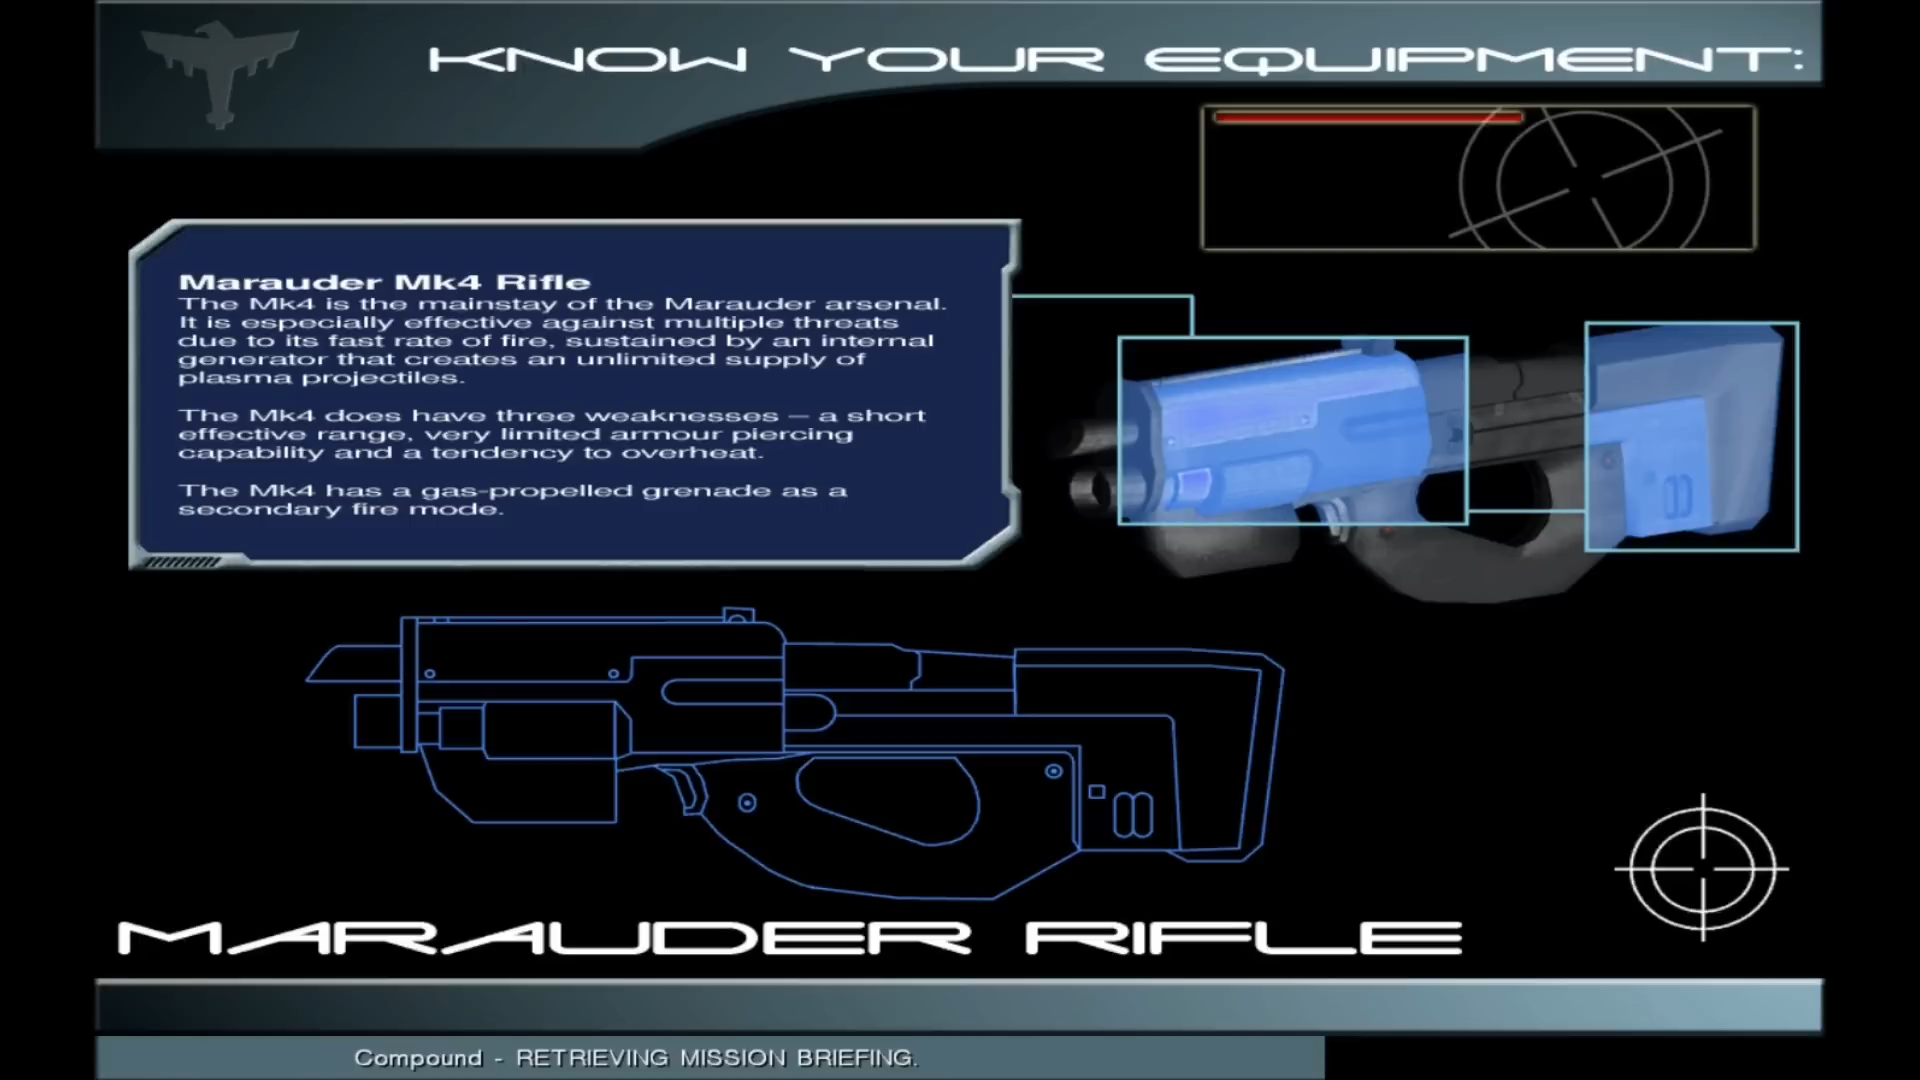 KNOW YOUR EQUIPMENT:
Marauder Mk4 Rifle
The Mk4 is the mainstay of the Marauder arsenal.
It is especially effective against multiple threats
due to its fast rate of fire, sustained by an internal
generator that creates an unlimited supply of
plasma projectiles.
The Mk4 does have three weaknesses – a short
effective range, very limited armour piercing
capability and a tendency to overheat.
The Mk4 has a gas-propelled grenade as a
secondary fire mode.
MARAUDER RIFLE
Compound - RETRIEVING MISSION BRIEFING.